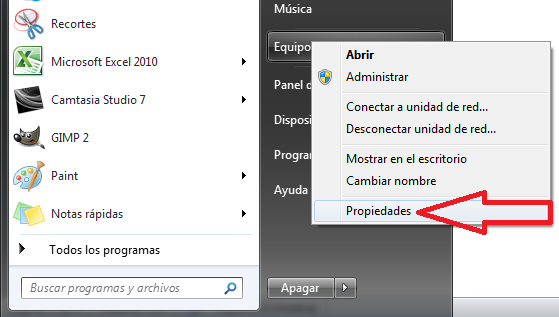 Recortes
Microsoft Excel 2010
Camtasia Studio 7
GIMP 2
Paint
Notas rápidas
Todos los programas
Buscar programas y archivos
Música
Equipo
Panel d
Disposi
Progra
Ayuda
Apagar
Abrir
Administrar
Conectar a unidad de red...
Desconectar unidad de red...
Mostrar en el escritorio
Cambiar nombre
Propiedades